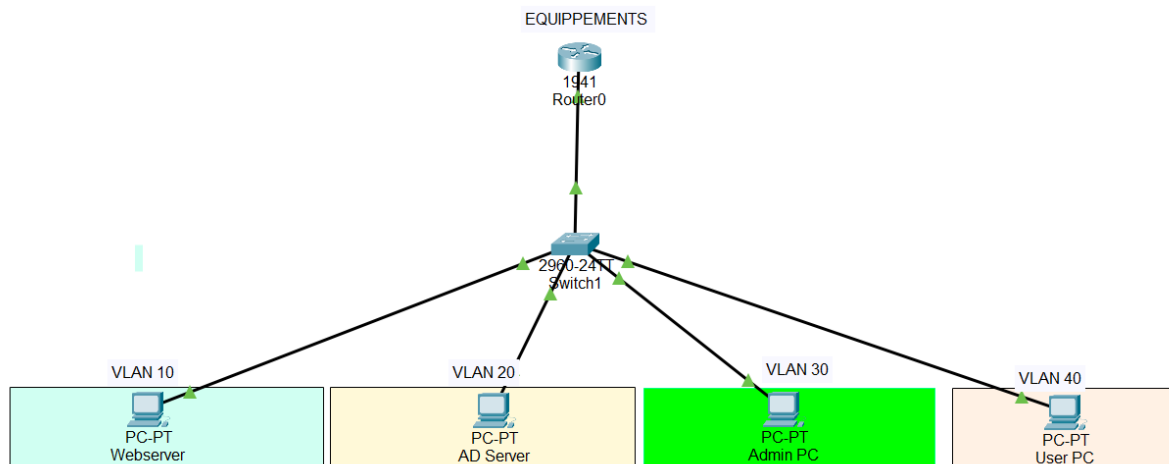 EQUIPPEMENTS
1941
Router0
2960-24TT
Switch1
VLAN 10
VLAN 20
VLAN 30
VLAN 40
PC-PT
Webserver
PC-PT
AD Server
PC-PT
Admin PC
PC-PT
User PC